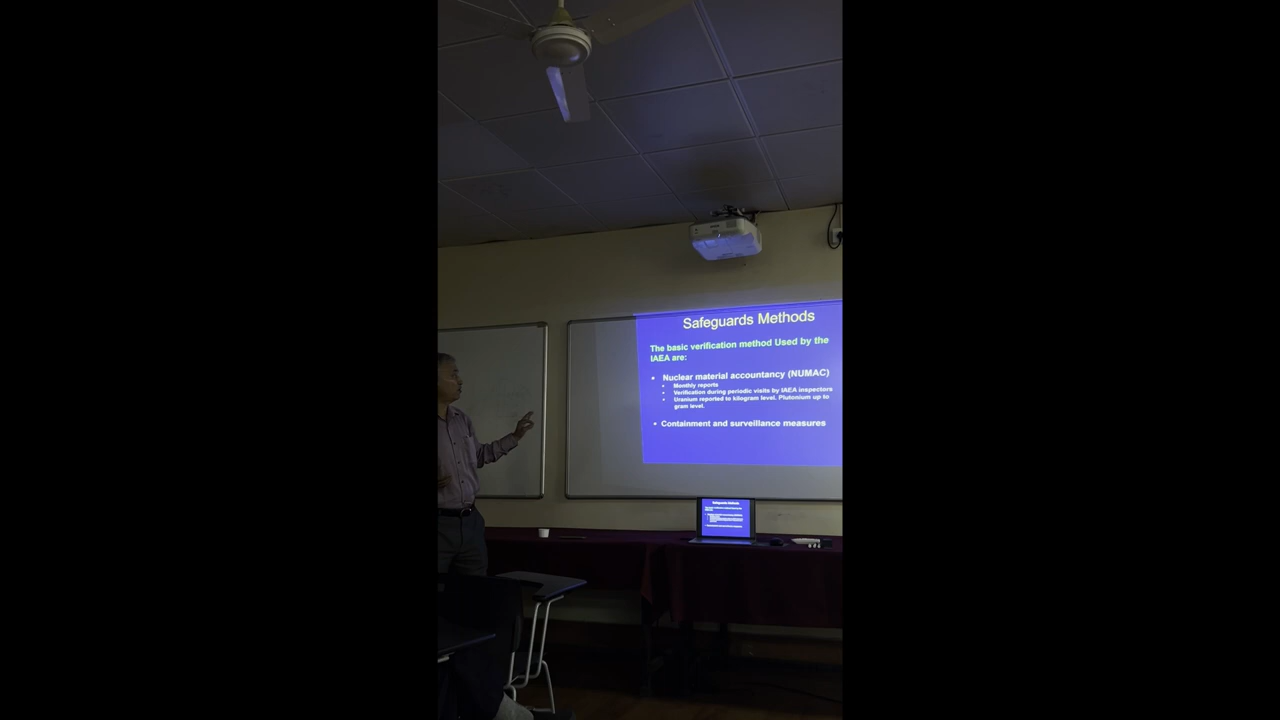 Safeguards Methods
The basic verification method Used by the
IAEA are:
• Nuclear material accountancy (NUMAC)
• Monthly reports
• Verification during periodic visits by IAEA inspectors
• Uranium reported to kilogram level. Plutonium up to
gram level.
• Containment and surveillance measures
Safeguards Methods